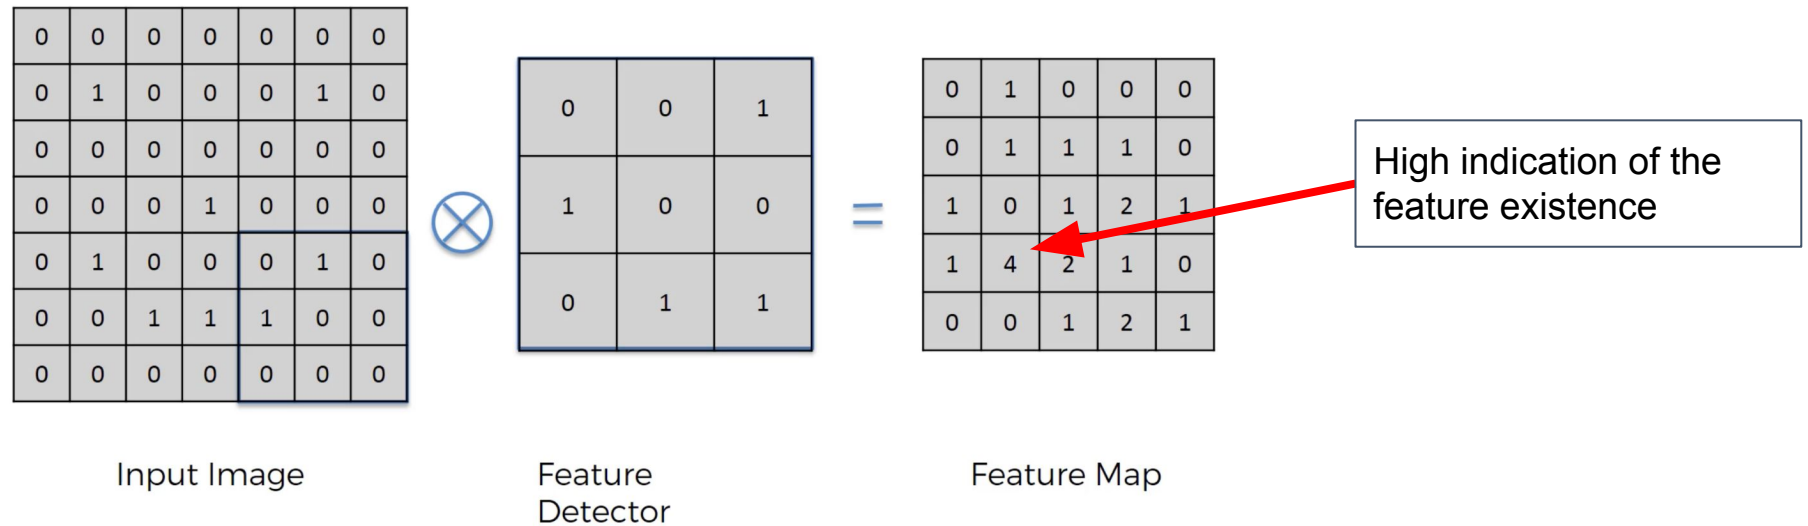 0 0 0 0 0 0 0
0 1 0 0 0 1 0
0 0 0 0 0 0 0
0 0 0 1 0 0 0
0 1 0 0 0 1 0
0 0 1 1 1 0 0
0 0 0 0 0 0 0
Input Image
0 0 1
1 0 0
0 1 1
Feature
Detector
=
0 1 0 0 0
0 1 1 1 0
1 0 1 2 1
1 4 2 1 0
0 0 1 2 1
Feature Map
High indication of the
feature existence